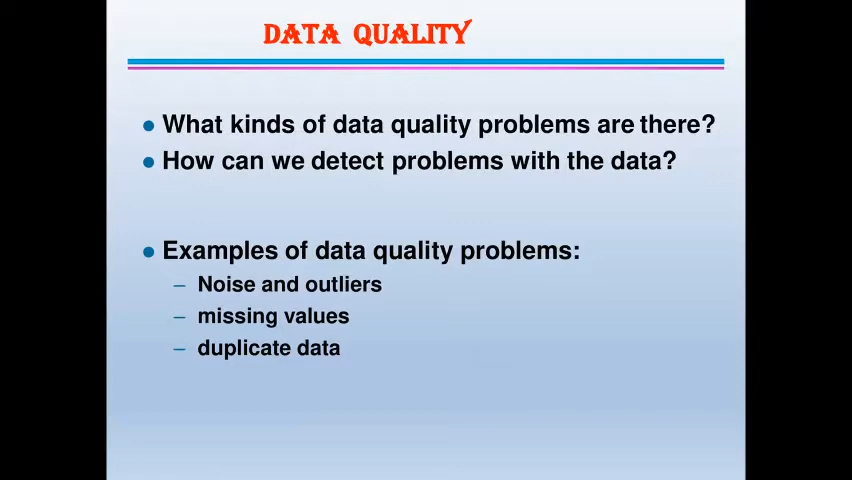 DATA QUALITY
● What kinds of data quality problems are there?
● How can we detect problems with the data?
● Examples of data quality problems:
– Noise and outliers
– missing values
– duplicate data